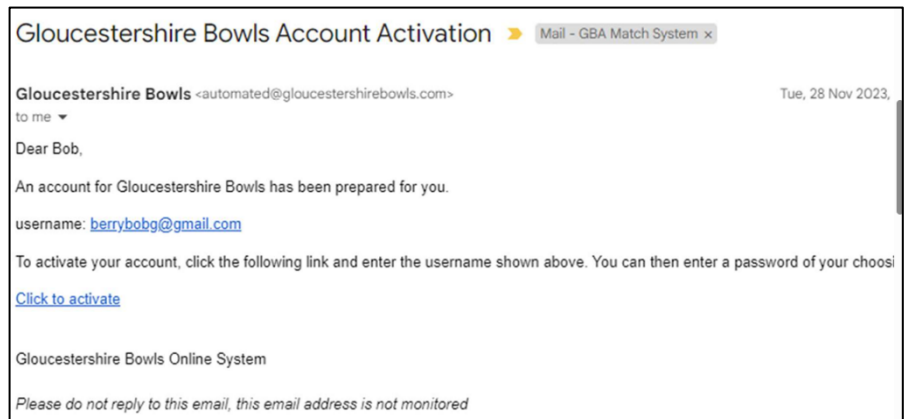 Gloucestershire Bowls Account Activation Mail - GBA Match System ×
Gloucestershire Bowls <automated@gloucestershirebowls.com> Tue, 28 Nov 2023,
to me
Dear Bob,
An account for Gloucestershire Bowls has been prepared for you.
username: berrybobg@gmail.com
To activate your account, click the following link and enter the username shown above. You can then enter a password of your choosi
Click to activate
Gloucestershire Bowls Online System
Please do not reply to this email, this email address is not monitored